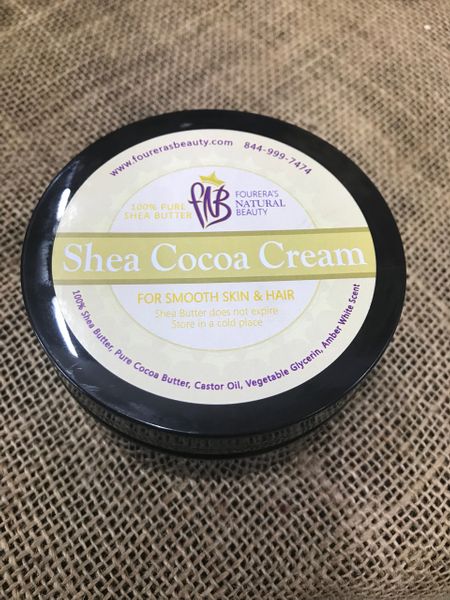 www.fourerasbeauty.com 844-999-7474
100% PURE
SHEA BUTTER
FNB
FOURERA'S
NATURAL
BEAUTY
Shea Cocoa Cream
FOR SMOOTH SKIN & HAIR
Shea Butter does not expire
Store in a cold place
100% Shea Butter, Pure Cocoa Butter, Castor Oil, Vegetable Glycerin, Amber White Scent